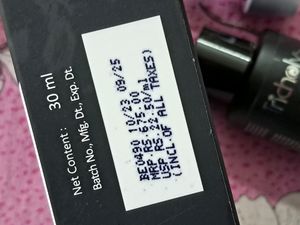 Net Content : 30 ml
Batch No., Mfg. Dt., Exp. Dt.
BE0490 10/23 09/25
MRP RS 675.00
USP RS 22.50/ml
(INCL.OF ALL TAXES)